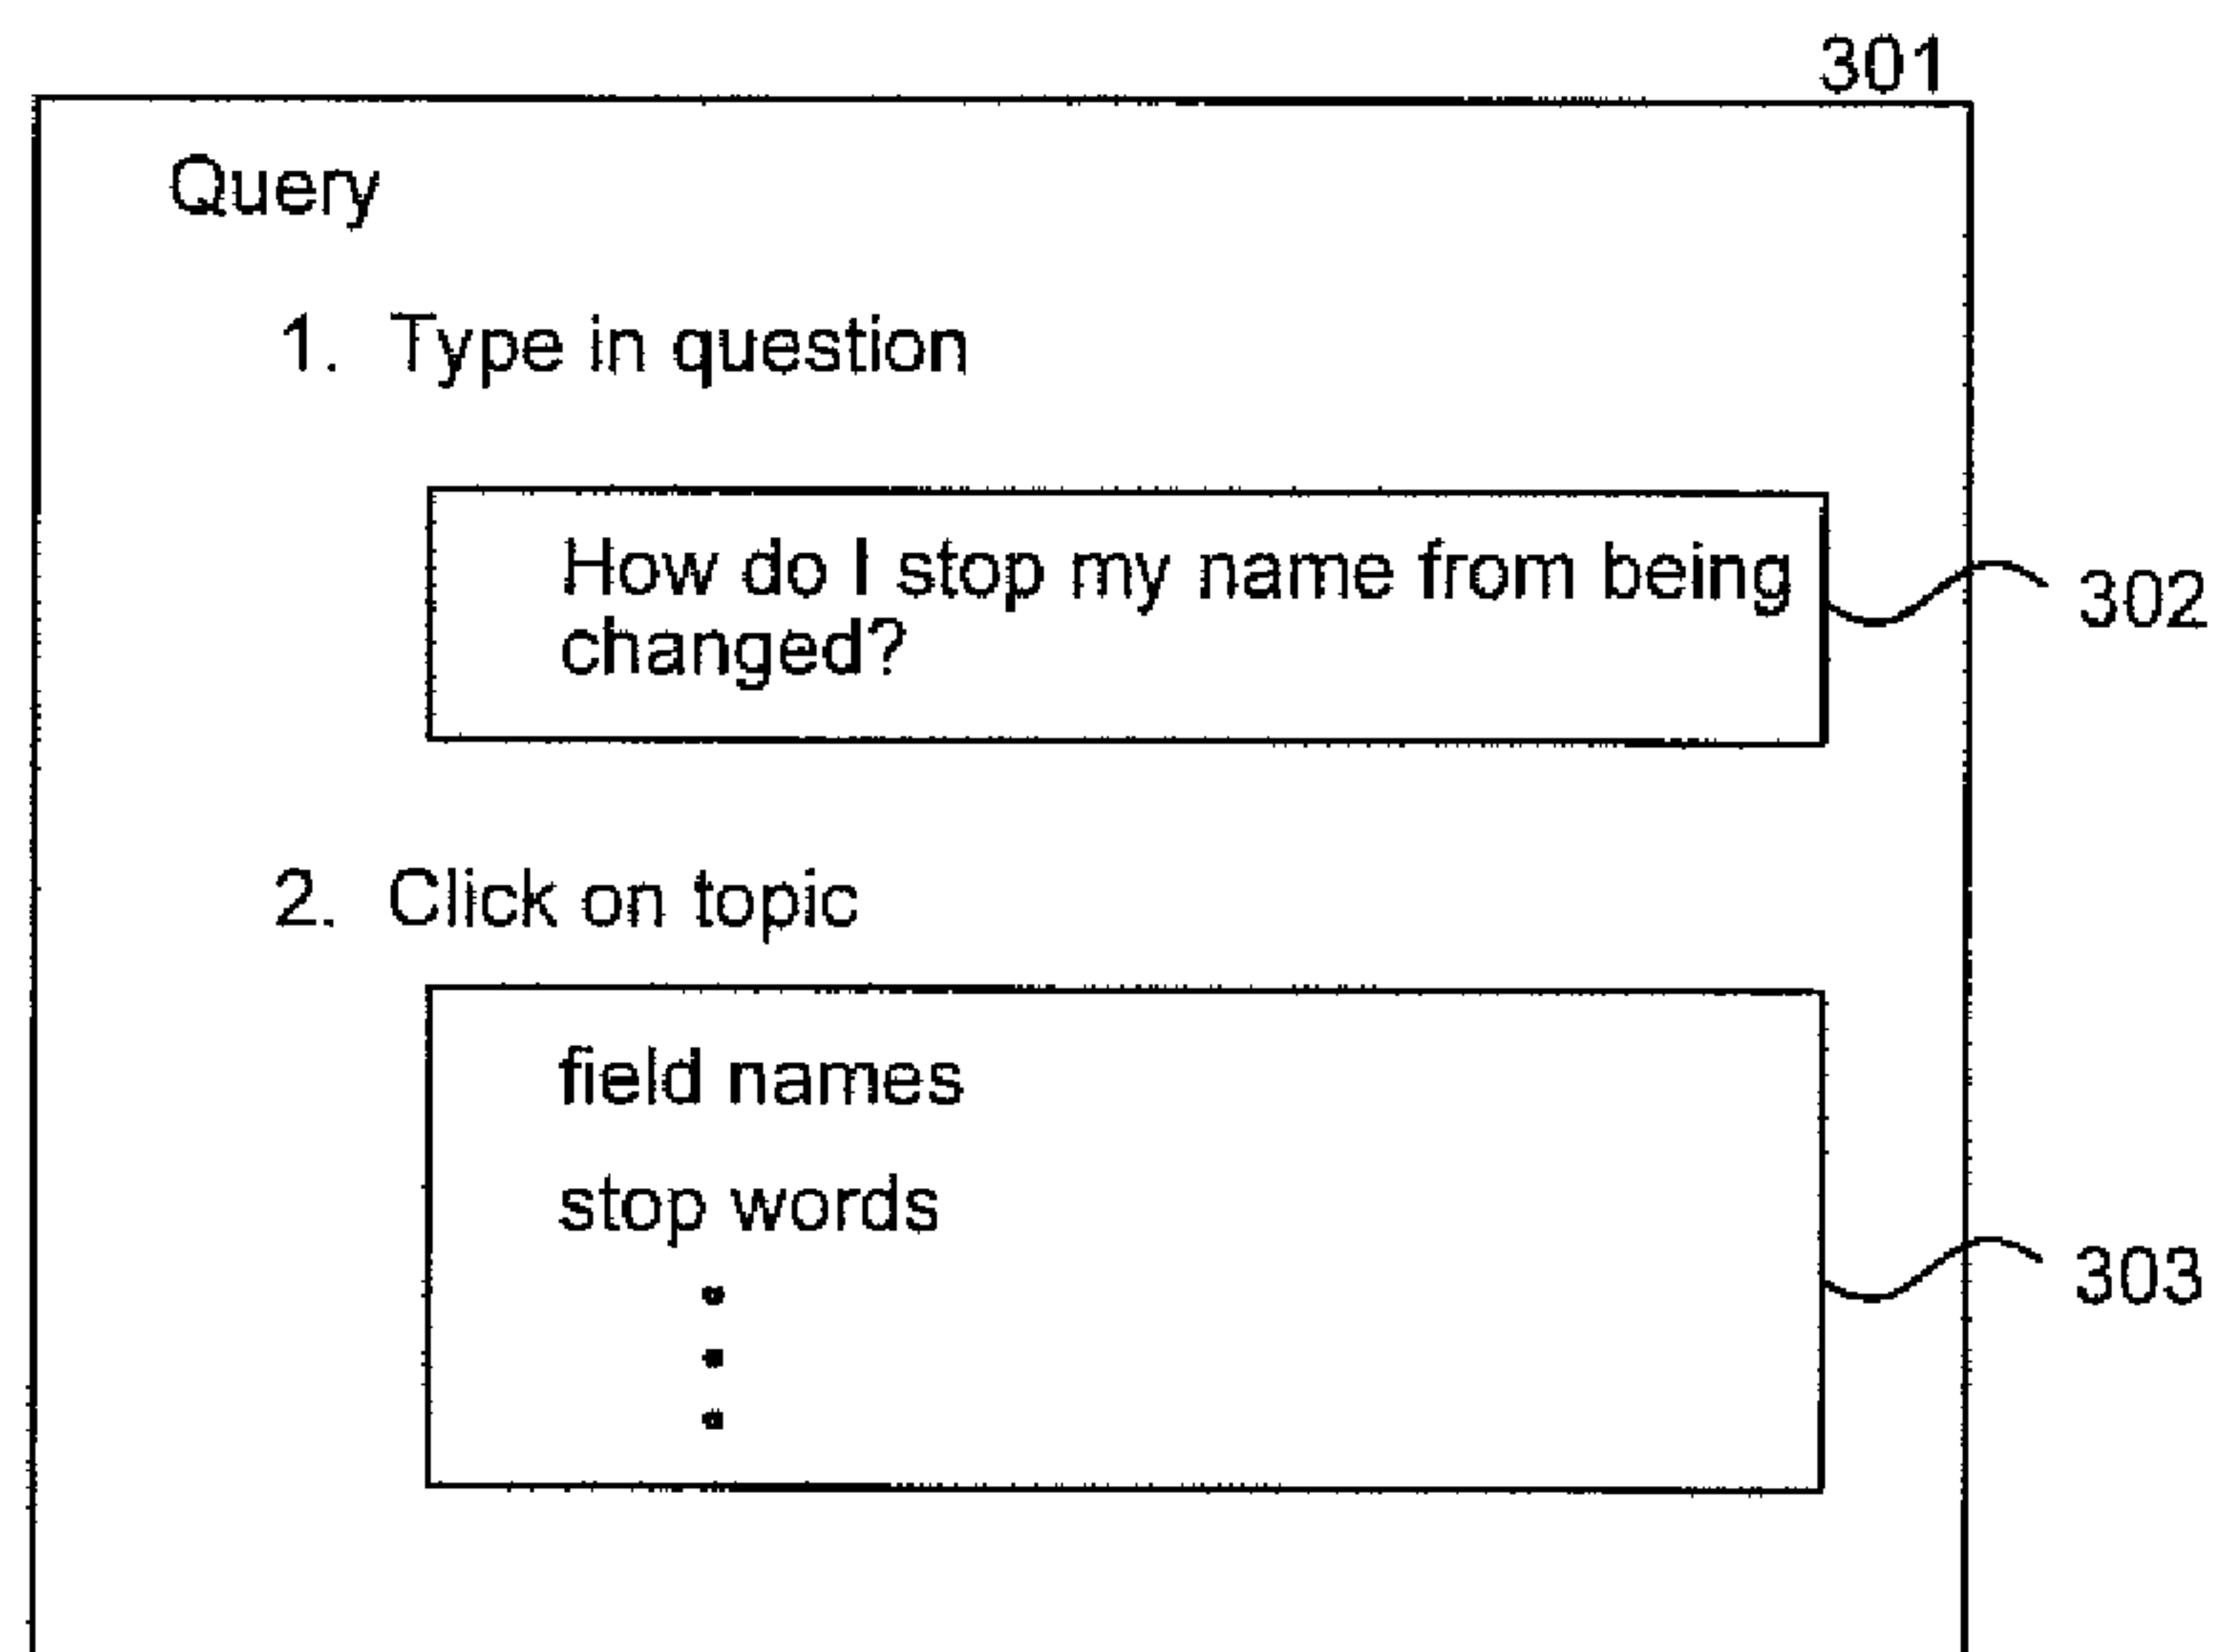 301
Query
1. Type in question
How do I stop my name from being
changed?
302
2. Click on topic
field names
stop words
303